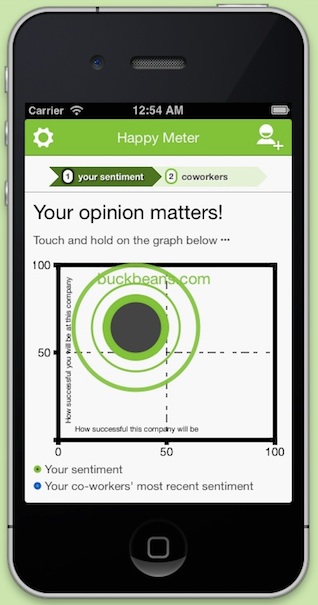 Carrier 12:54 AM
Happy Meter
1 your sentiment 2 coworkers
Your opinion matters!
Touch and hold on the graph below •••
100
buckbeans.com
How successful you will be at this company
50
How successful this company will be
0 50 100
Your sentiment
Your co-workers' most recent sentiment